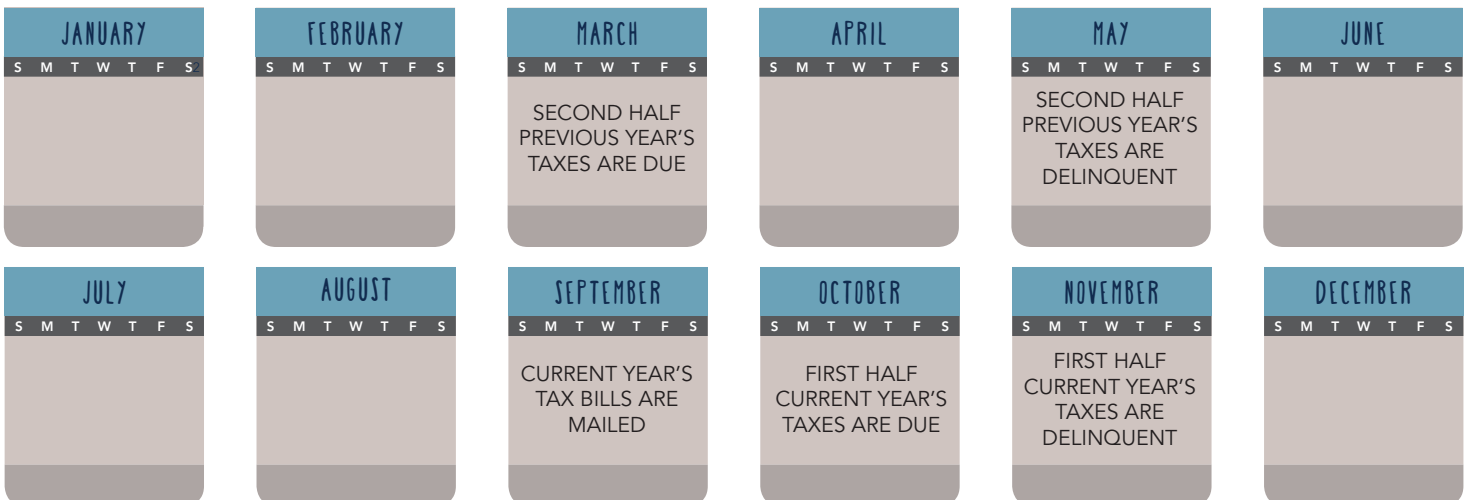 JANUARY
S M T W T F S2
FEBRUARY
S M T W T F S
MARCH
S M T W T F S
SECOND HALF
PREVIOUS YEAR'S
TAXES ARE DUE
APRIL
S M T W T F S
MAY
S M T W T F S
SECOND HALF
PREVIOUS YEAR'S
TAXES ARE
DELINQUENT
JUNE
S M T W T F S
JULY
S M T W T F S
AUGUST
S M T W T F S
SEPTEMBER
S M T W T F S
CURRENT YEAR'S
TAX BILLS ARE
MAILED
OCTOBER
S M T W T F S
FIRST HALF
CURRENT YEAR'S
TAXES ARE DUE
NOVEMBER
S M T W T F S
FIRST HALF
CURRENT YEAR'S
TAXES ARE
DELINQUENT
DECEMBER
S M T W T F S